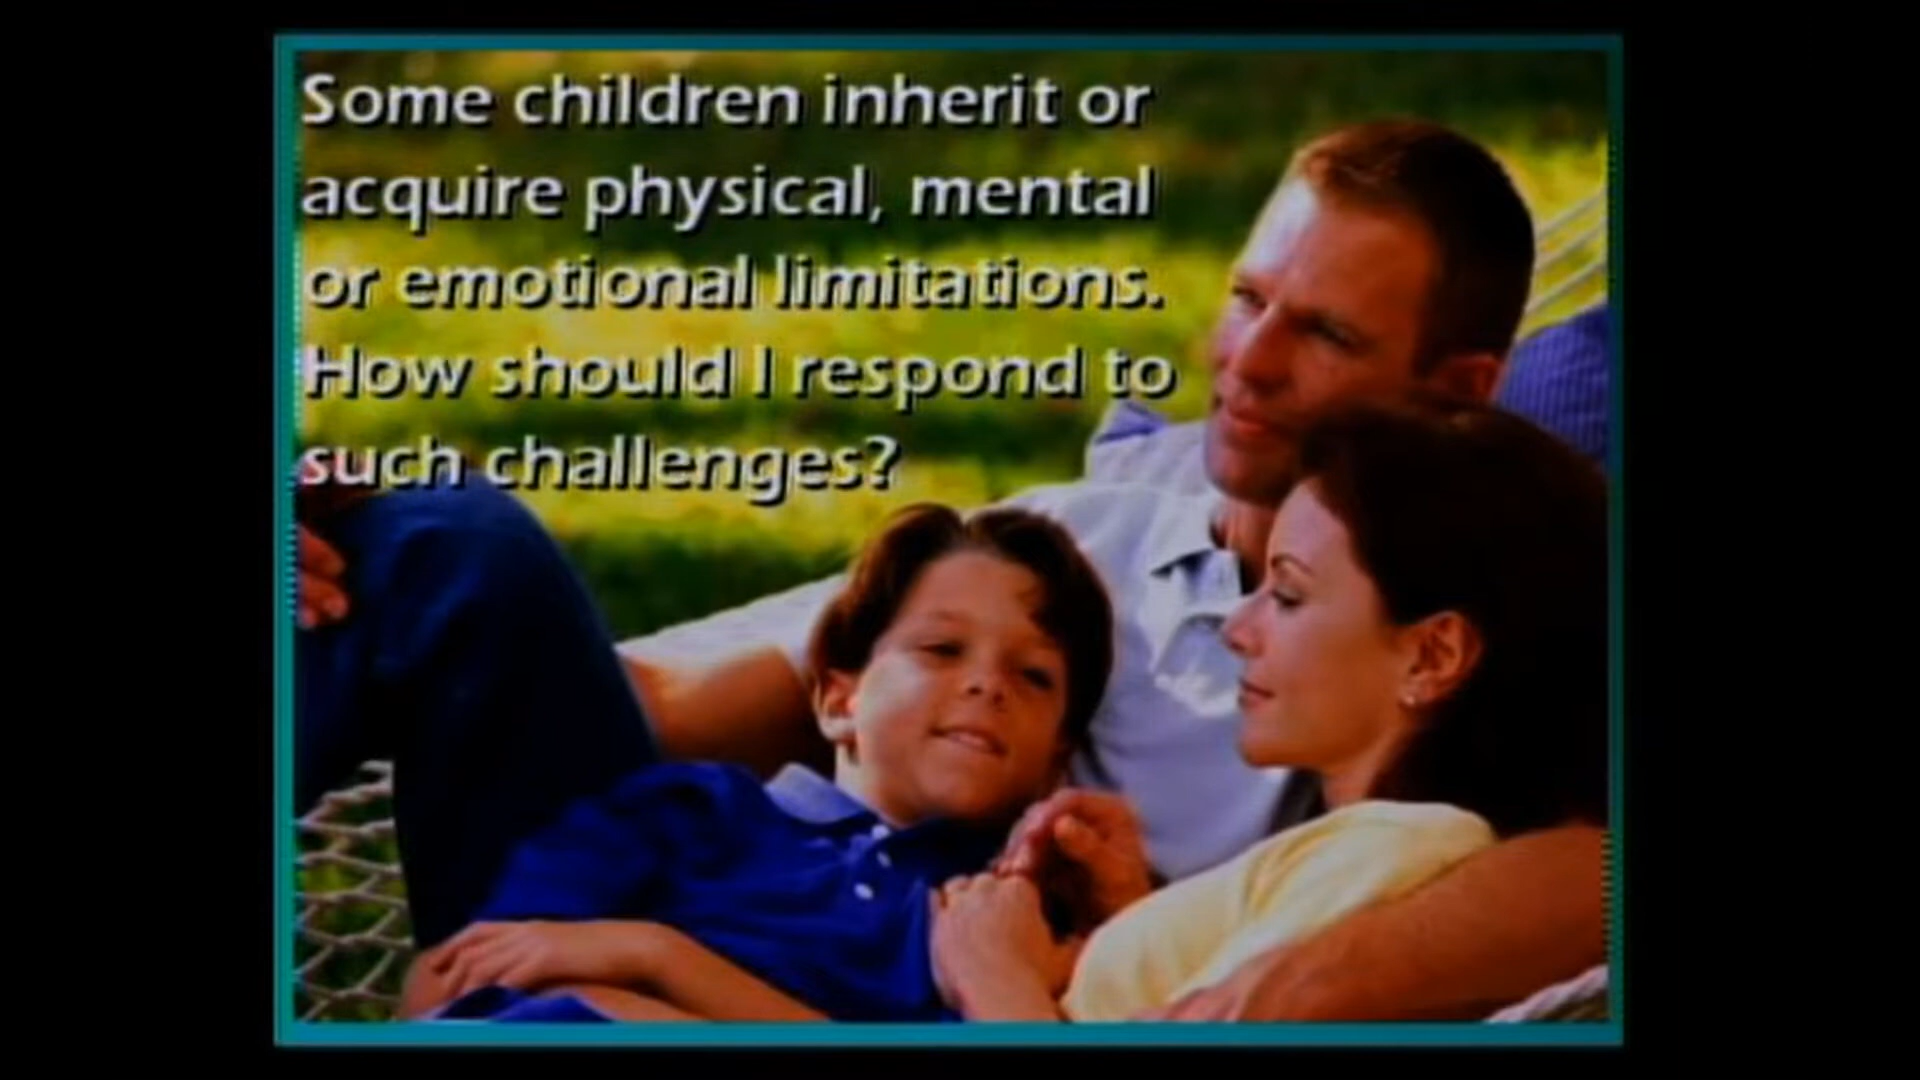 Some children inherit or
acquire physical, mental
or emotional limitations.
How should I respond to
such challenges?